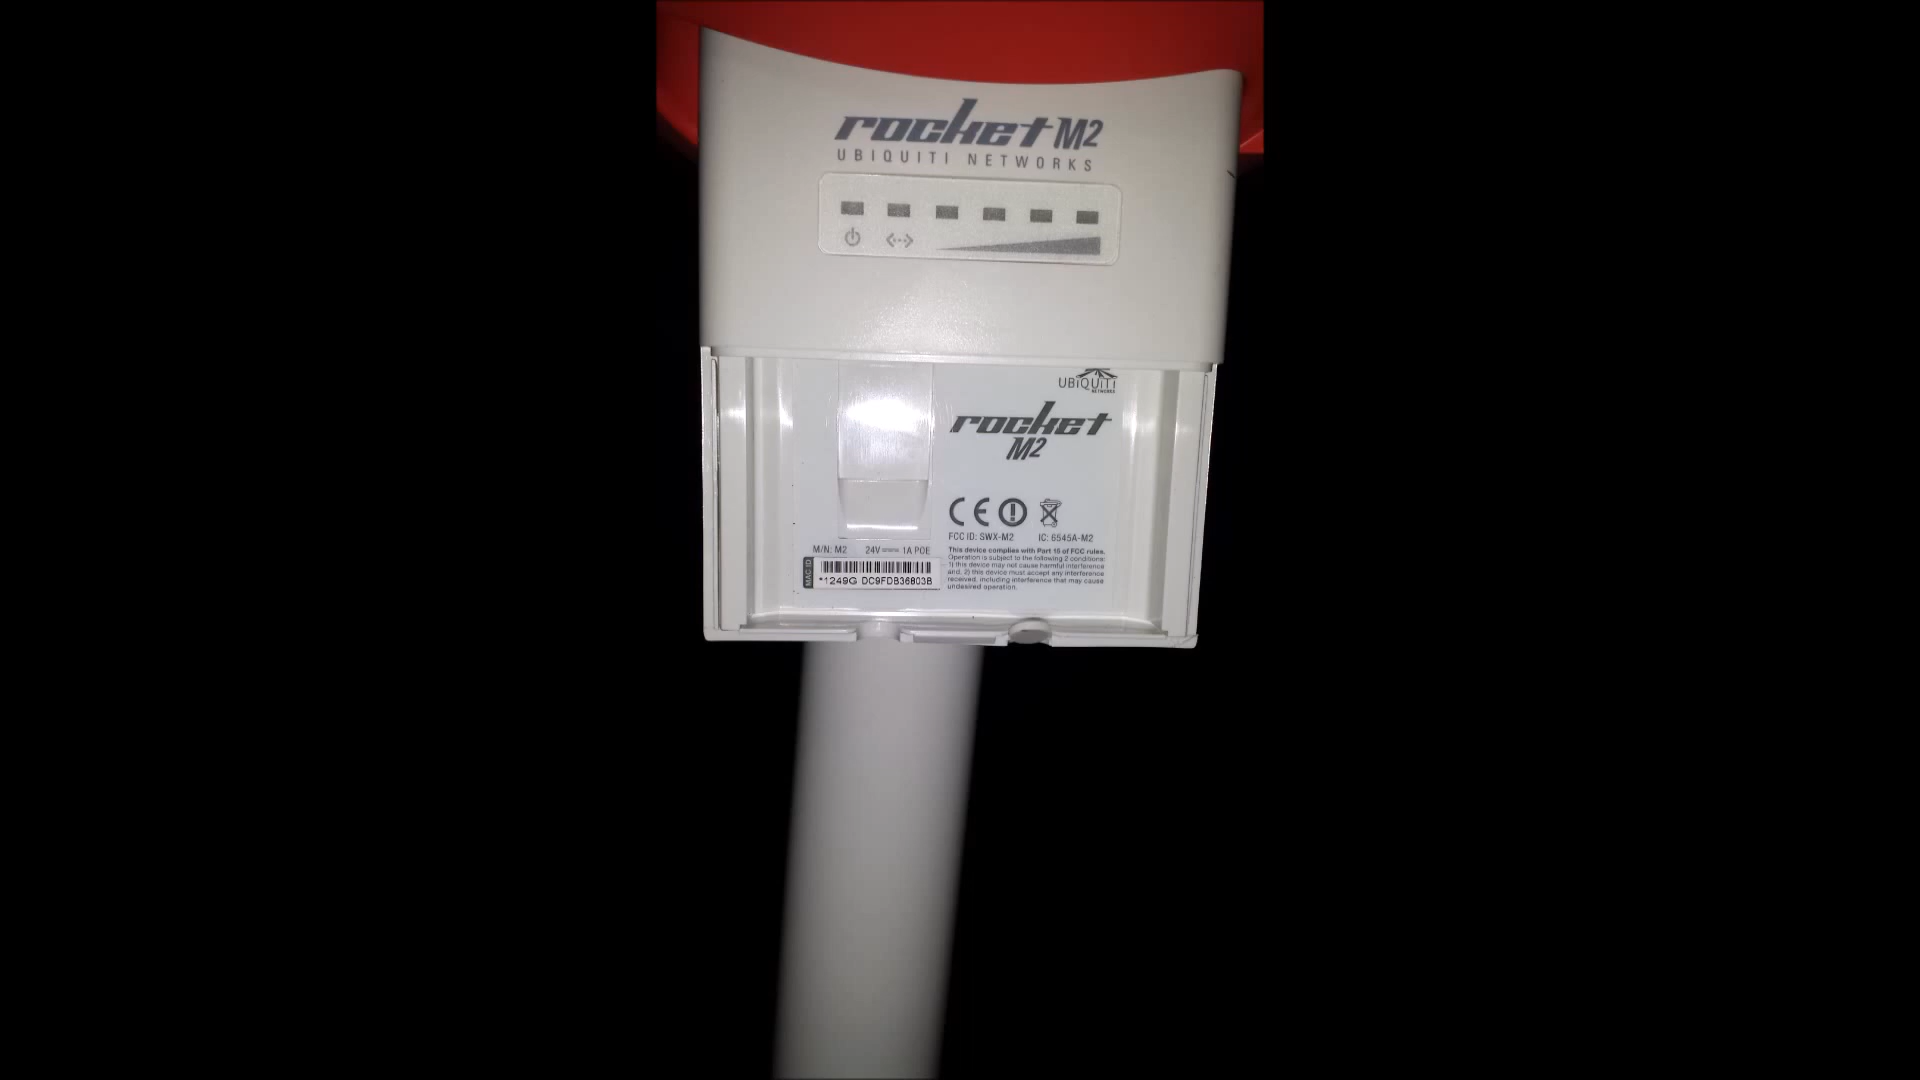 rocket M2
UBIQUITI NETWORKS
UBIQUITI
NETWORKS
rocket
M2
CE
FCC ID: SWX-M2 IC: 6545A-M2
M/N: M2 24V 1A POE
This device complies with Part 15 of FCC rules.
Operation is subject to the following 2 conditions:
1) this device may not cause harmful interference
and, 2) this device must accept any interference
received, including interference that may cause
undesired operation.
MAC ID
*1249G DC9FDB36803B